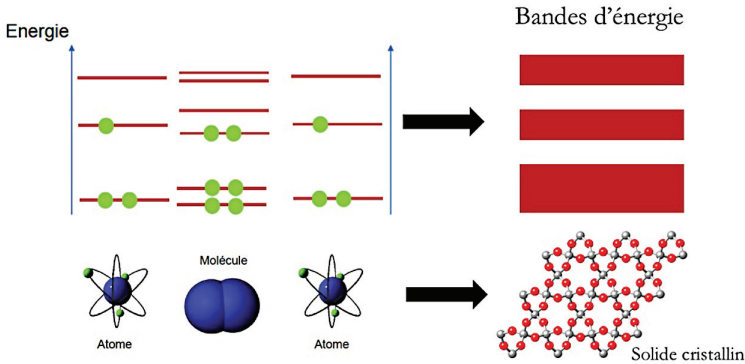 Bandes d’énergie
Energie
Molécule
Atome
Atome
Solide cristallin